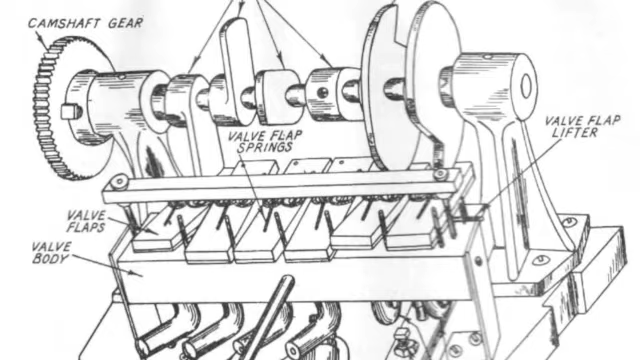 CAMSHAFT GEAR
VALVE FLAP
SPRINGS
VALVE FLAP
LIFTER
VALVE
FLAPS
VALVE
BODY